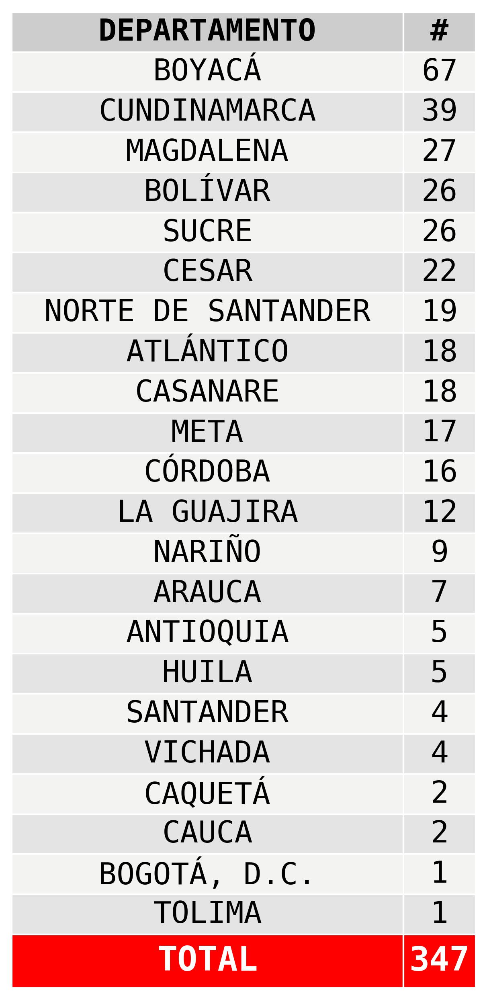 DEPARTAMENTO #
BOYACÁ 67
CUNDINAMARCA 39
MAGDALENA 27
BOLÍVAR 26
SUCRE 26
CESAR 22
NORTE DE SANTANDER 19
ATLÁNTICO 18
CASANARE 18
META 17
CÓRDOBA 16
LA GUAJIRA 12
NARIÑO 9
ARAUCA 7
ANTIOQUIA 5
HUILA 5
SANTANDER 4
VICHADA 4
CAQUETÁ 2
CAUCA 2
BOGOTÁ, D.C. 1
TOLIMA 1
TOTAL 347